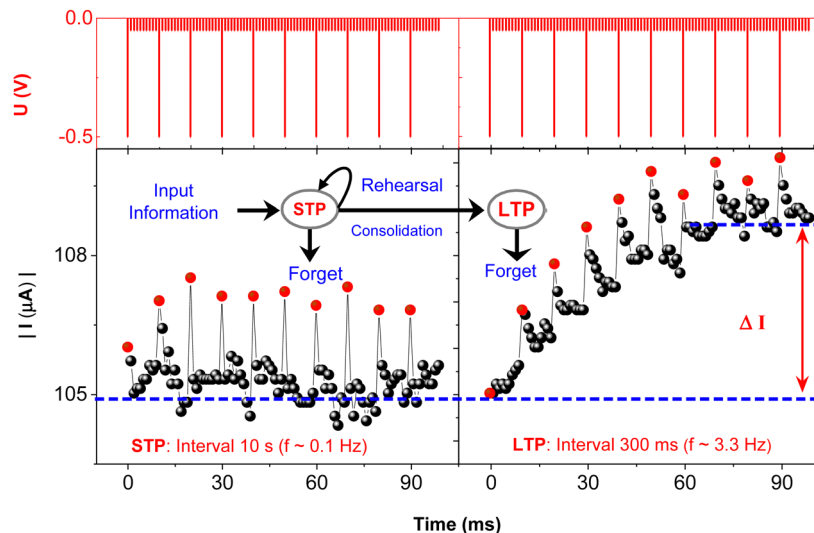 U (V)
0.0
-0.5
| I (µA) |
108
105
Input
Information
STP
Rehearsal
Consolidation
LTP
Forget
Forget
Δ I
STP: Interval 10 s (f ~ 0.1 Hz)
LTP: Interval 300 ms (f ~ 3.3 Hz)
0 30 60 90 0 30 60 90
Time (ms)